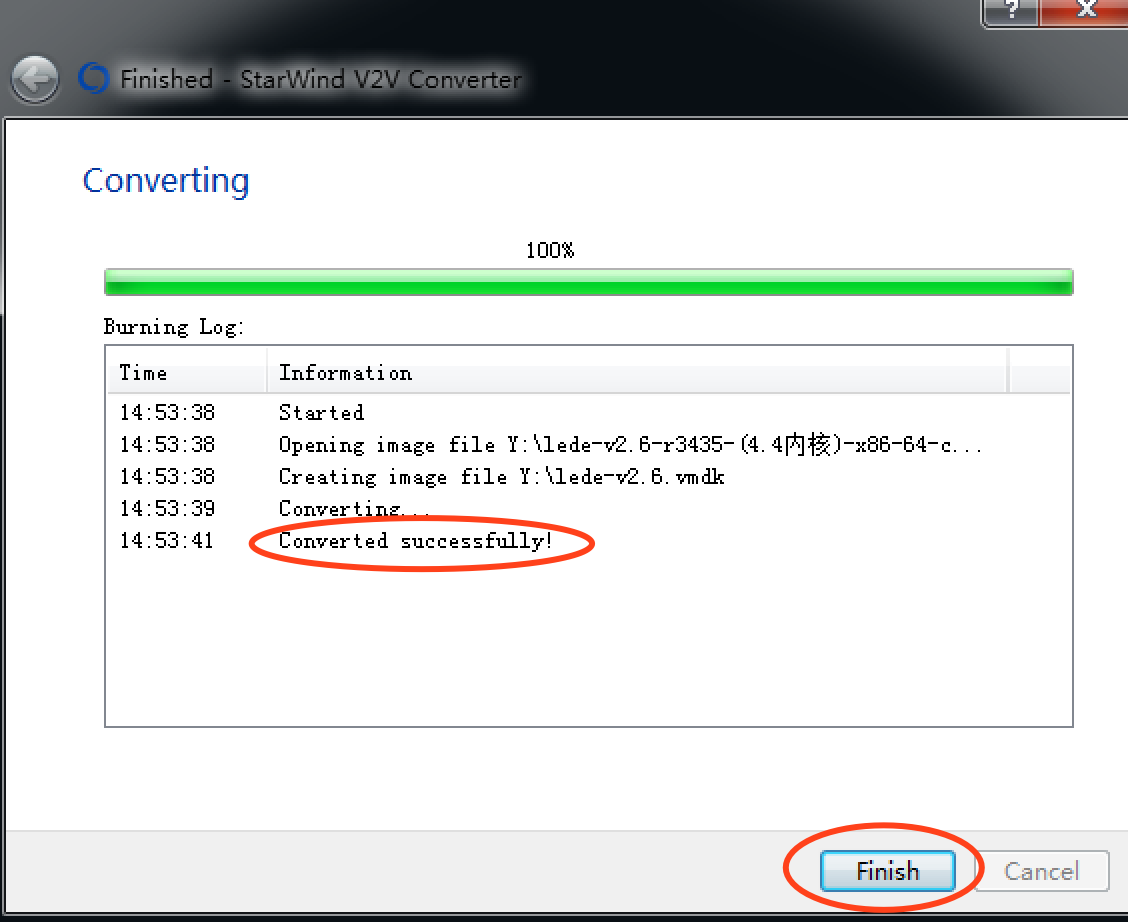 Finished - StarWind V2V Converter
Converting
100%
Burning Log:
Time Information
14:53:38 Started
14:53:38 Opening image file Y:\lede-v2.6-r3435-(4.4内核)-x86-64-c...
14:53:38 Creating image file Y:\lede-v2.6.vmdk
14:53:39 Converting...
14:53:41 Converted successfully!
Finish Cancel